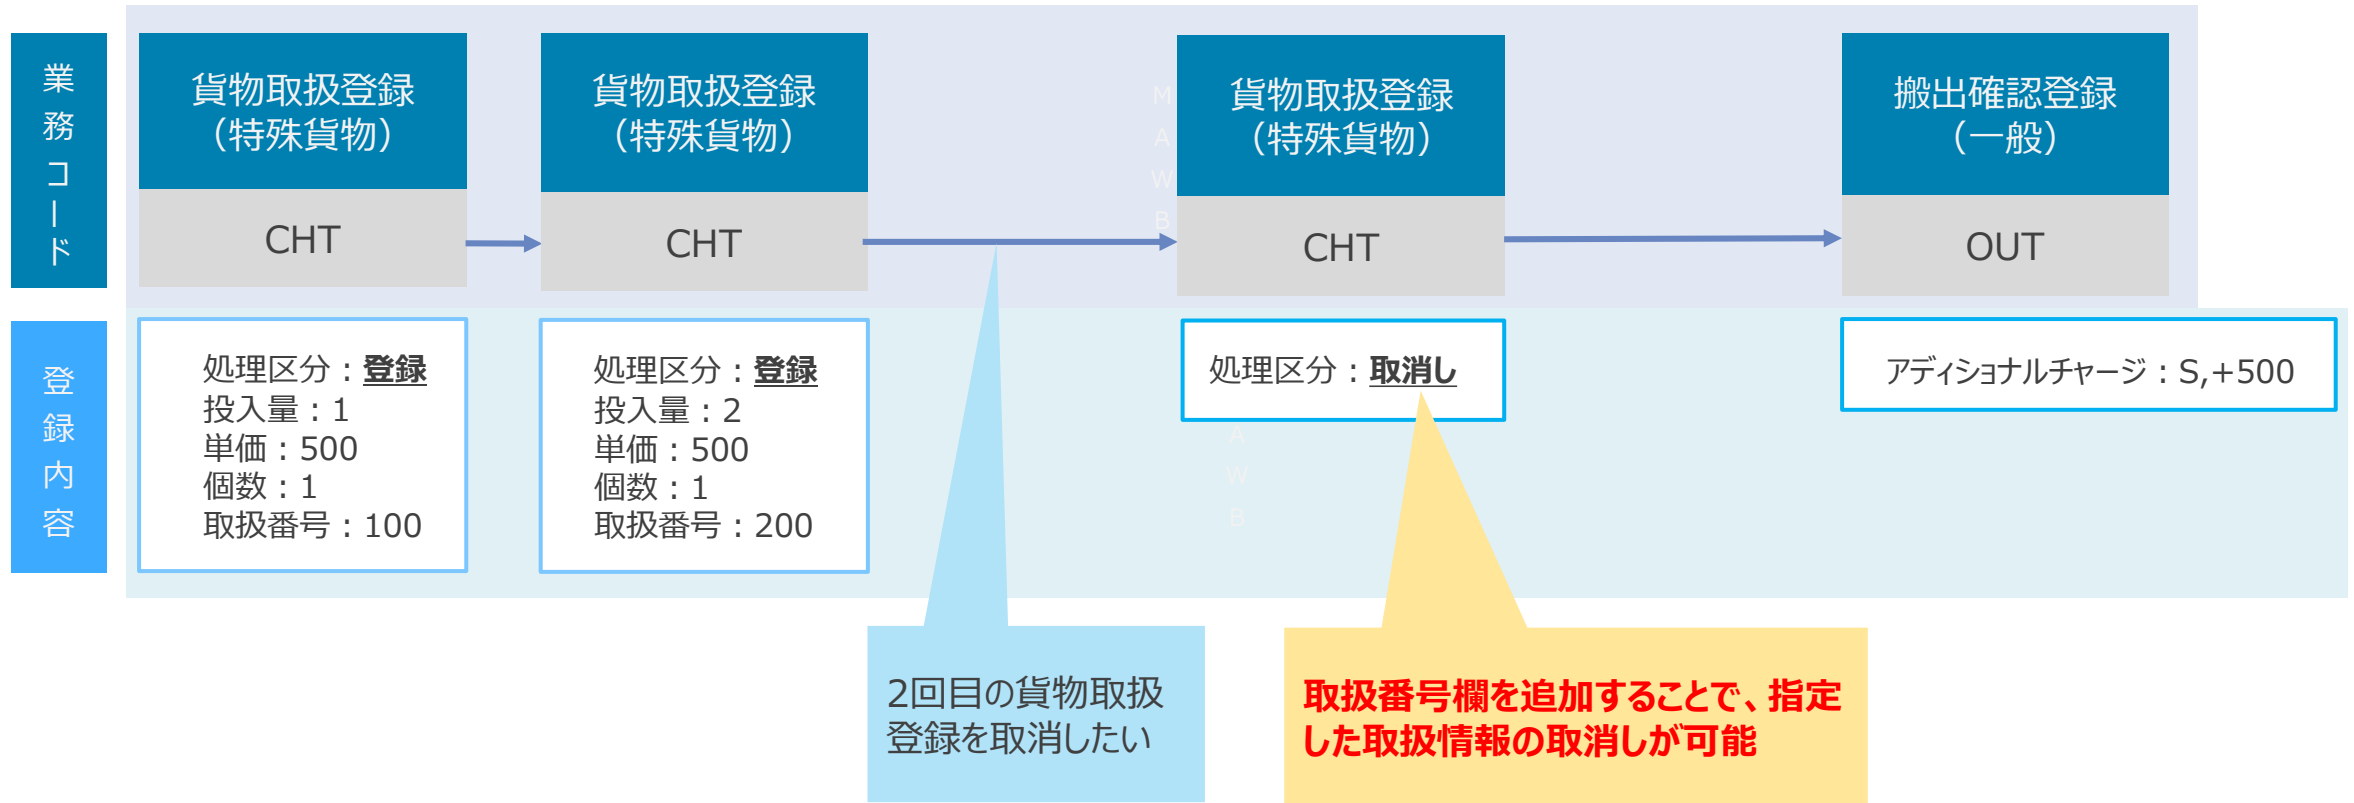 業務コード
貨物取扱登録
（特殊貨物）
CHT
貨物取扱登録
（特殊貨物）
CHT
MAWB
貨物取扱登録
（特殊貨物）
CHT
搬出確認登録
（一般）
OUT
登録内容
処理区分：登録
投入量：1
単価：500
個数：1
取扱番号：100
処理区分：登録
投入量：2
単価：500
個数：1
取扱番号：200
処理区分：取消し
AWB
アディショナルチャージ：S,+500
2回目の貨物取扱
登録を取消したい
取扱番号欄を追加することで、指定
した取扱情報の取消しが可能